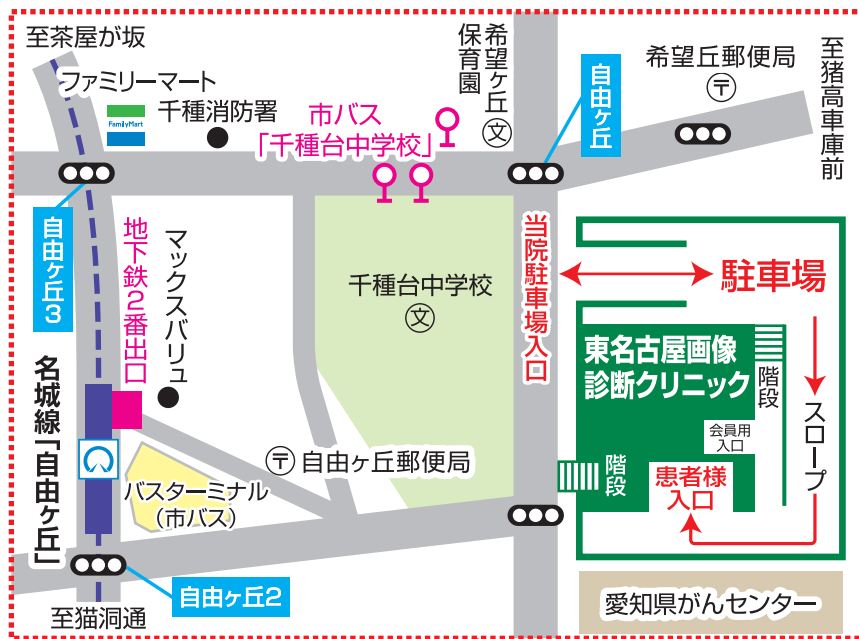 至茶屋が坂
ファミリーマート
FamilyMart
千種消防署
市バス
「千種台中学校」
希望ヶ丘
保育園
文
自由ヶ丘
希望丘郵便局
〒
至猪高車庫前
自由ヶ丘3
地下鉄2番出口
マックスバリュ
千種台中学校
文
当院駐車場入口
駐車場
東名古屋画像
診断クリニック
階段
スロープ
会員用
入口
階段
患者様
入口
名城線「自由ヶ丘」
〒自由ヶ丘郵便局
バスターミナル
(市バス)
自由ヶ丘2
至猫洞通
愛知県がんセンター